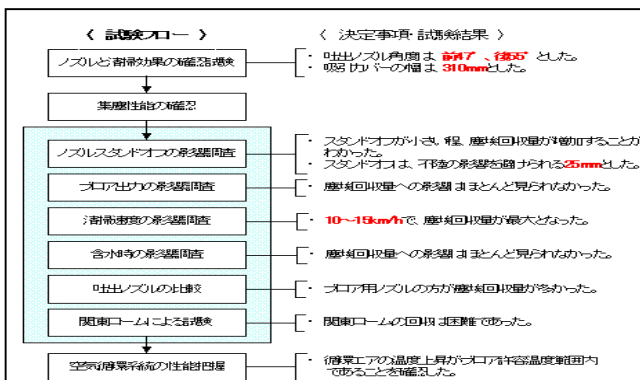 〈 試験フロー 〉
〈 決定事項・試験結果 〉
ノズルと清掃効果の確認試験
・ 吐出ノズル角度は 前47°、後55° とした。
・ 吸引カバーの幅は 310mmとした。
集塵性能の確認
ノズルスタンドオフの影響調査
・ スタンドオフが小さい程、塵埃回収量が増加することが
わかった。
・ スタンドオフは、不陸の影響を避けられる25mmとした。
ブロア出力の影響調査
・ 塵埃回収量への影響はほとんど見られなかった。
清掃速度の影響調査
・ 10～15km/hで、塵埃回収量が最大となった。
含水時の影響調査
・ 塵埃回収量への影響はほとんど見られなかった。
吐出ノズルの比較
・ ブロア用ノズルの方が塵埃回収量が多かった。
関東ロームによる試験
・ 関東ロームの回収は困難であった。
空気循環系統の性能把握
・ 循環エアの温度上昇がブロア許容温度範囲内
であることを確認した。